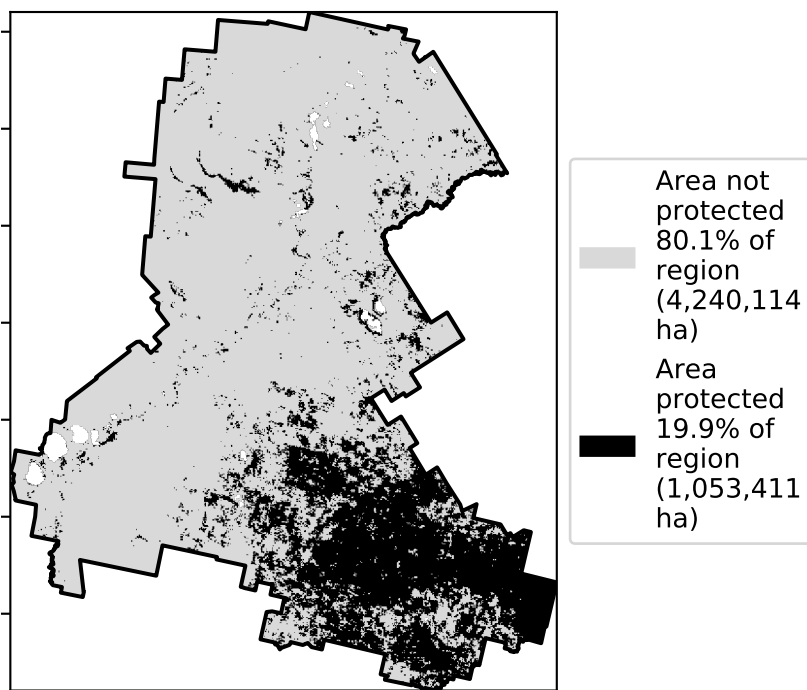 Area not
protected
80.1% of
region
(4,240,114
ha)
Area
protected
19.9% of
region
(1,053,411
ha)